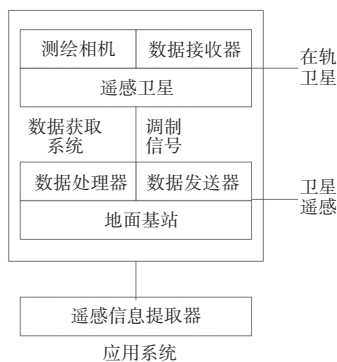 测绘相机 数据接收器
在轨
卫星
遥感卫星
数据获取 调制
系统 信号
数据处理器 数据发送器
卫星
遥感
地面基站
遥感信息提取器
应用系统